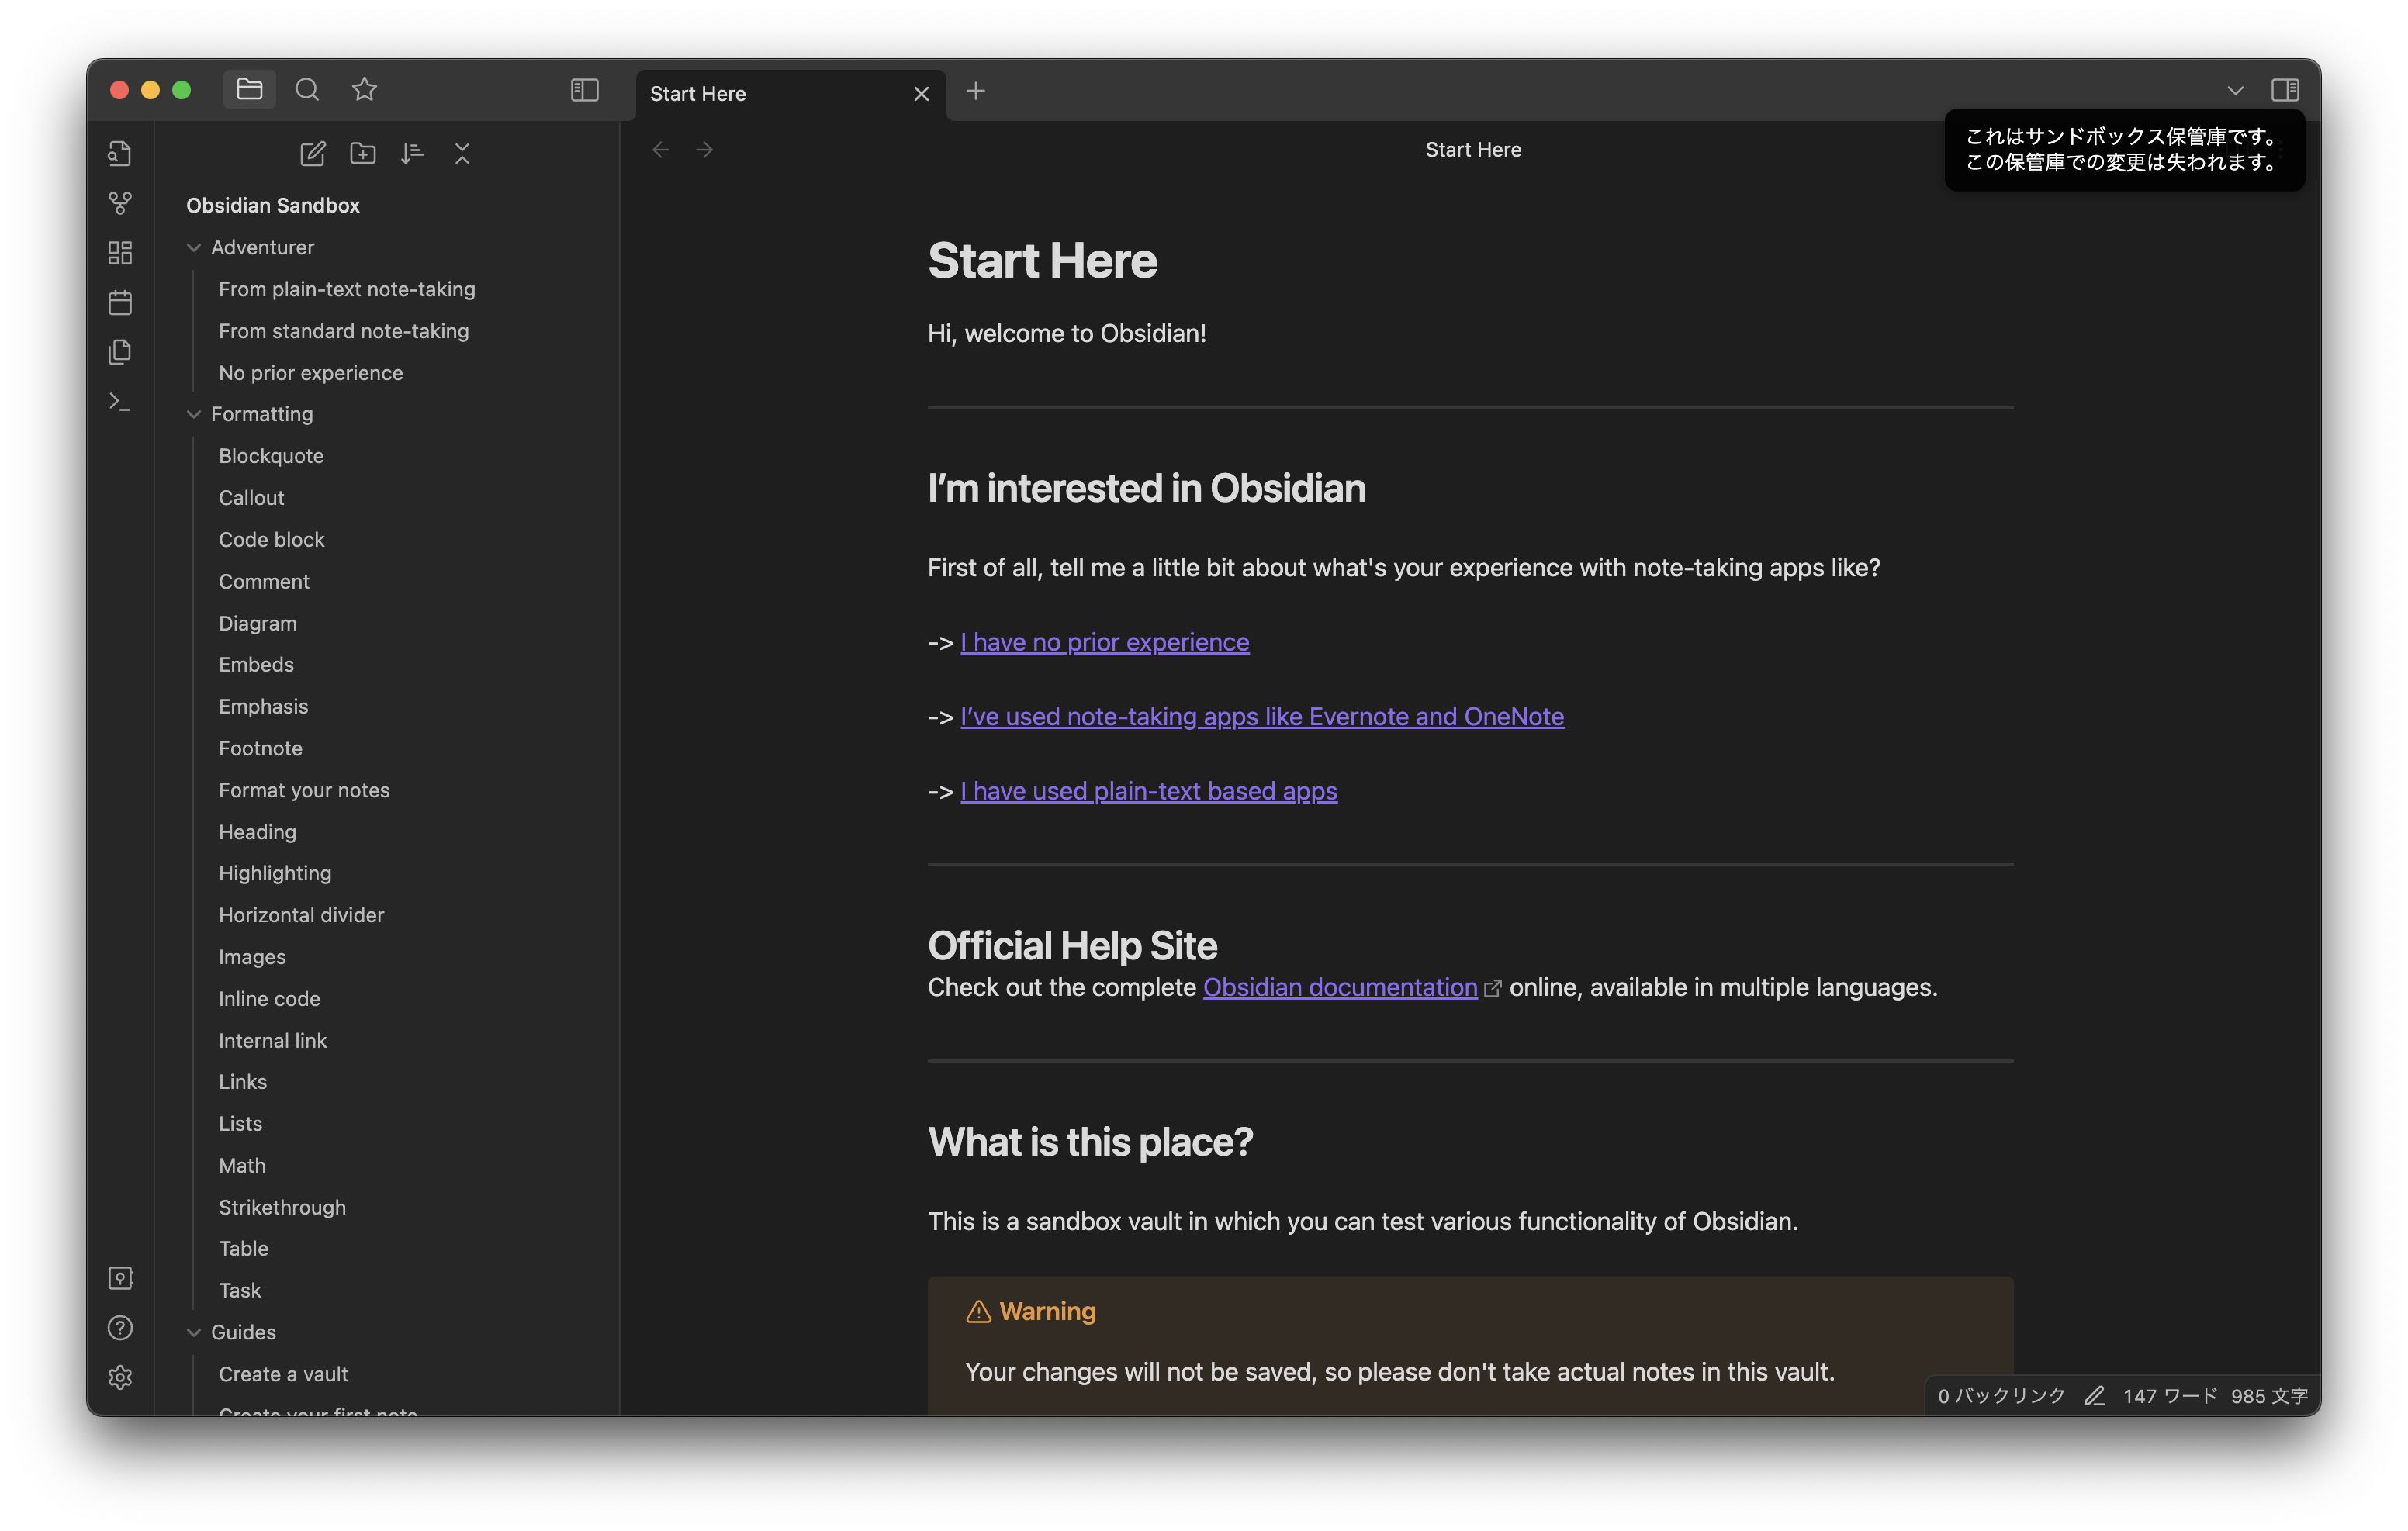 Start Here
これはサンドボックス保管庫です。
この保管庫での変更は失われます。
Obsidian Sandbox
Adventurer
From plain-text note-taking
From standard note-taking
No prior experience
Formatting
Blockquote
Callout
Code block
Comment
Diagram
Embeds
Emphasis
Footnote
Format your notes
Heading
Highlighting
Horizontal divider
Images
Inline code
Internal link
Links
Lists
Math
Strikethrough
Table
Task
Guides
Create a vault
Create your first note
Start Here
Start Here
Hi, welcome to Obsidian!
I’m interested in Obsidian
First of all, tell me a little bit about what's your experience with note-taking apps like?
-> I have no prior experience
-> I’ve used note-taking apps like Evernote and OneNote
-> I have used plain-text based apps
Official Help Site
Check out the complete Obsidian documentation online, available in multiple languages.
What is this place?
This is a sandbox vault in which you can test various functionality of Obsidian.
Warning
Your changes will not be saved, so please don't take actual notes in this vault.
0 バックリンク 147 ワード 985 文字